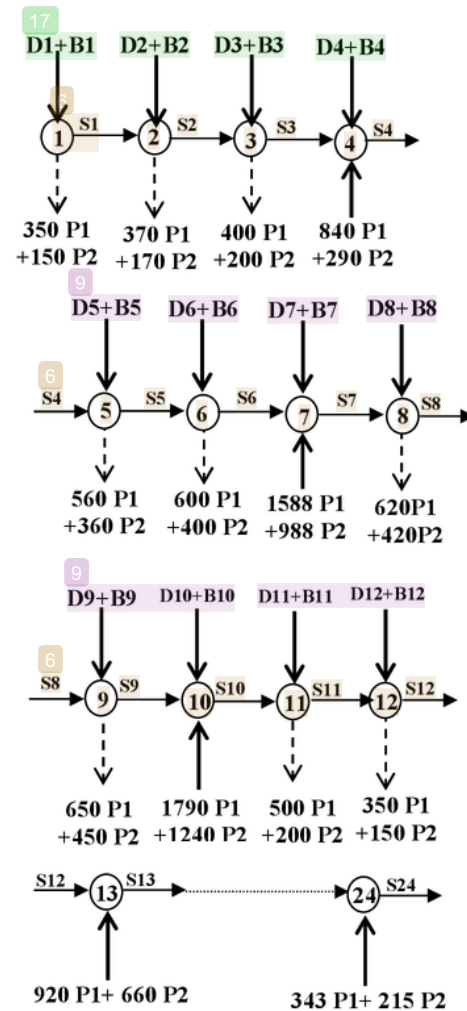 17
D1+B1 D2+B2 D3+B3 D4+B4
6
1 S1 2 S2 3 S3 4 S4
350 P1 370 P1 400 P1 840 P1
+150 P2 +170 P2 +200 P2 +290 P2
9
D5+B5 D6+B6 D7+B7 D8+B8
6
S4 5 S5 6 S6 7 S7 8 S8
560 P1 600 P1 1588 P1 620P1
+360 P2 +400 P2 +988 P2 +420P2
9
D9+B9 D10+B10 D11+B11 D12+B12
6
S8 9 S9 10 S10 11 S11 12 S12
650 P1 1790 P1 500 P1 350 P1
+450 P2 +1240 P2 +200 P2 +150 P2
S12 13 S13 24 S24
920 P1+ 660 P2 343 P1+ 215 P2